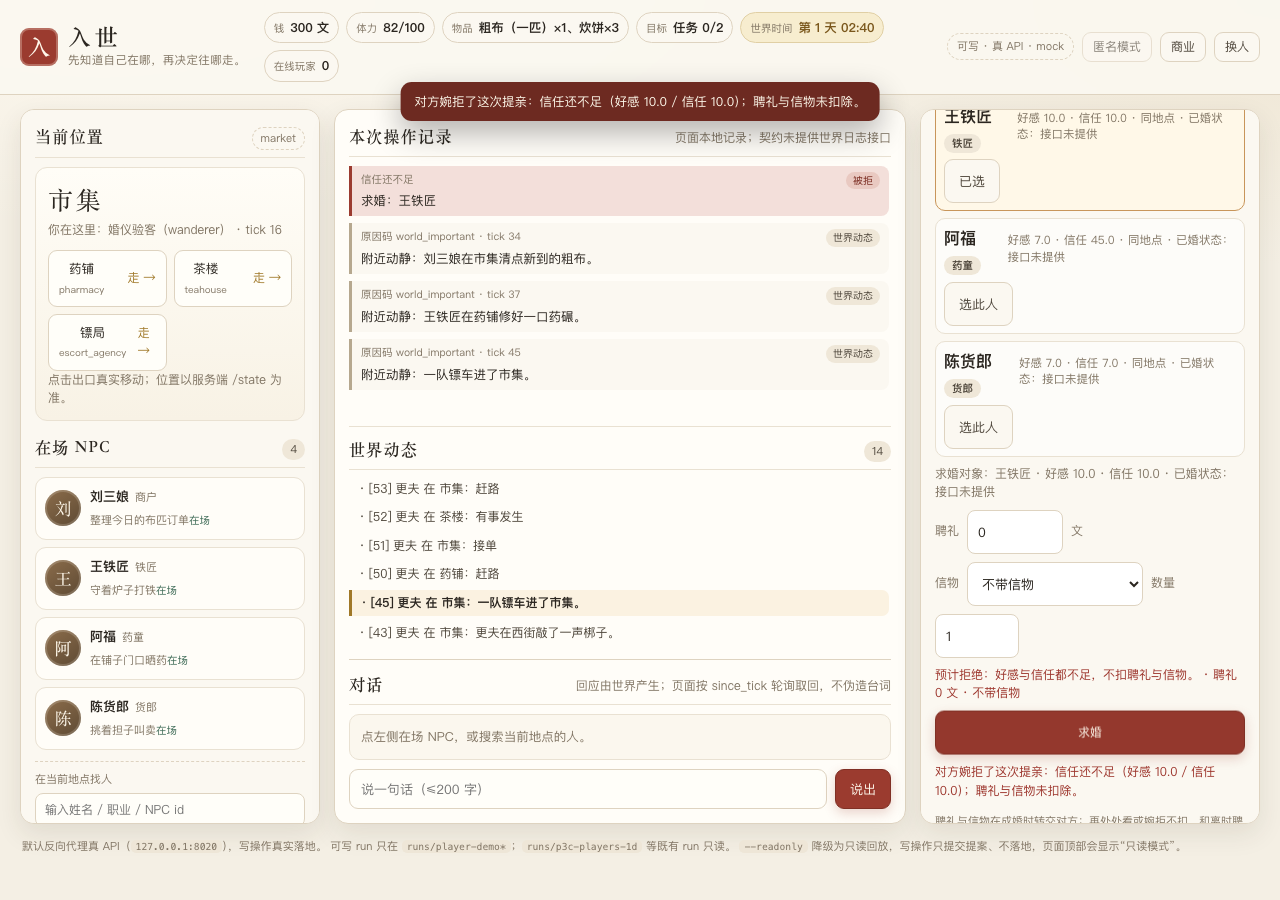 入
入世
先知道自己在哪，再决定往哪走。
钱 300 文
体力 82/100
物品 粗布（一匹）×1、炊饼×3
目标 任务 0/2
世界时间 第 1 天 02:40
在线玩家 0
可写 · 真 API · mock
匿名模式
商业
换人
对方婉拒了这次提亲：信任还不足（好感 10.0 / 信任 10.0）；聘礼与信物未扣除。
当前位置
market
市集
你在这里：婚仪验客（wanderer） · tick 16
药铺
pharmacy
走 →
茶楼
teahouse
走 →
镖局
escort_agency
走
→
点击出口真实移动；位置以服务端 /state 为
准。
在场 NPC
4
刘
刘三娘 商户
整理今日的布匹订单在场
王
王铁匠 铁匠
守着炉子打铁在场
阿
阿福 药童
在铺子门口晒药在场
陈
陈货郎 货郎
挑着担子叫卖在场
在当前地点找人
输入姓名 / 职业 / NPC id
本次操作记录
页面本地记录；契约未提供世界日志接口
信任还不足
被拒
求婚：王铁匠
原因码 world_important · tick 34
世界动态
附近动静：刘三娘在市集清点新到的粗布。
原因码 world_important · tick 37
世界动态
附近动静：王铁匠在药铺修好一口药碾。
原因码 world_important · tick 45
世界动态
附近动静：一队镖车进了市集。
世界动态
14
· [53] 更夫 在 市集：赶路
· [52] 更夫 在 茶楼：有事发生
· [51] 更夫 在 市集：接单
· [50] 更夫 在 药铺：赶路
· [45] 更夫 在 市集：一队镖车进了市集。
· [43] 更夫 在 市集：更夫在西街敲了一声梆子。
对话
回应由世界产生；页面按 since_tick 轮询取回，不伪造台词
点左侧在场 NPC，或搜索当前地点的人。
说一句话（≤200 字）
说出
王铁匠
铁匠
好感 10.0 · 信任 10.0 · 同地点 · 已婚状
态：接口未提供
已选
阿福
药童
好感 7.0 · 信任 45.0 · 同地点 · 已婚状态：
接口未提供
选此人
陈货郎
货郎
好感 7.0 · 信任 7.0 · 同地点 · 已婚状
态：接口未提供
选此人
求婚对象：王铁匠 · 好感 10.0 · 信任 10.0 · 已婚状态：
接口未提供
聘礼
0
文
信物
不带信物
数量
1
预计拒绝：好感与信任都不足，不扣聘礼与信物。 · 聘礼
0 文 · 不带信物
求婚
对方婉拒了这次提亲：信任还不足（好感 10.0 / 信任
10.0）；聘礼与信物未扣除。
聘礼与信物在成婚时转交对方；再处处看或婉拒不扣，和离时聘
默认反向代理真 API（ 127.0.0.1:8020 ），写操作真实落地。 可写 run 只在 runs/player-demo* ； runs/p3c-players-1d 等既有 run 只读。 --readonly 降级为只读回放，写操作只提交提案、不落地，页面顶部会显示“只读模式”。